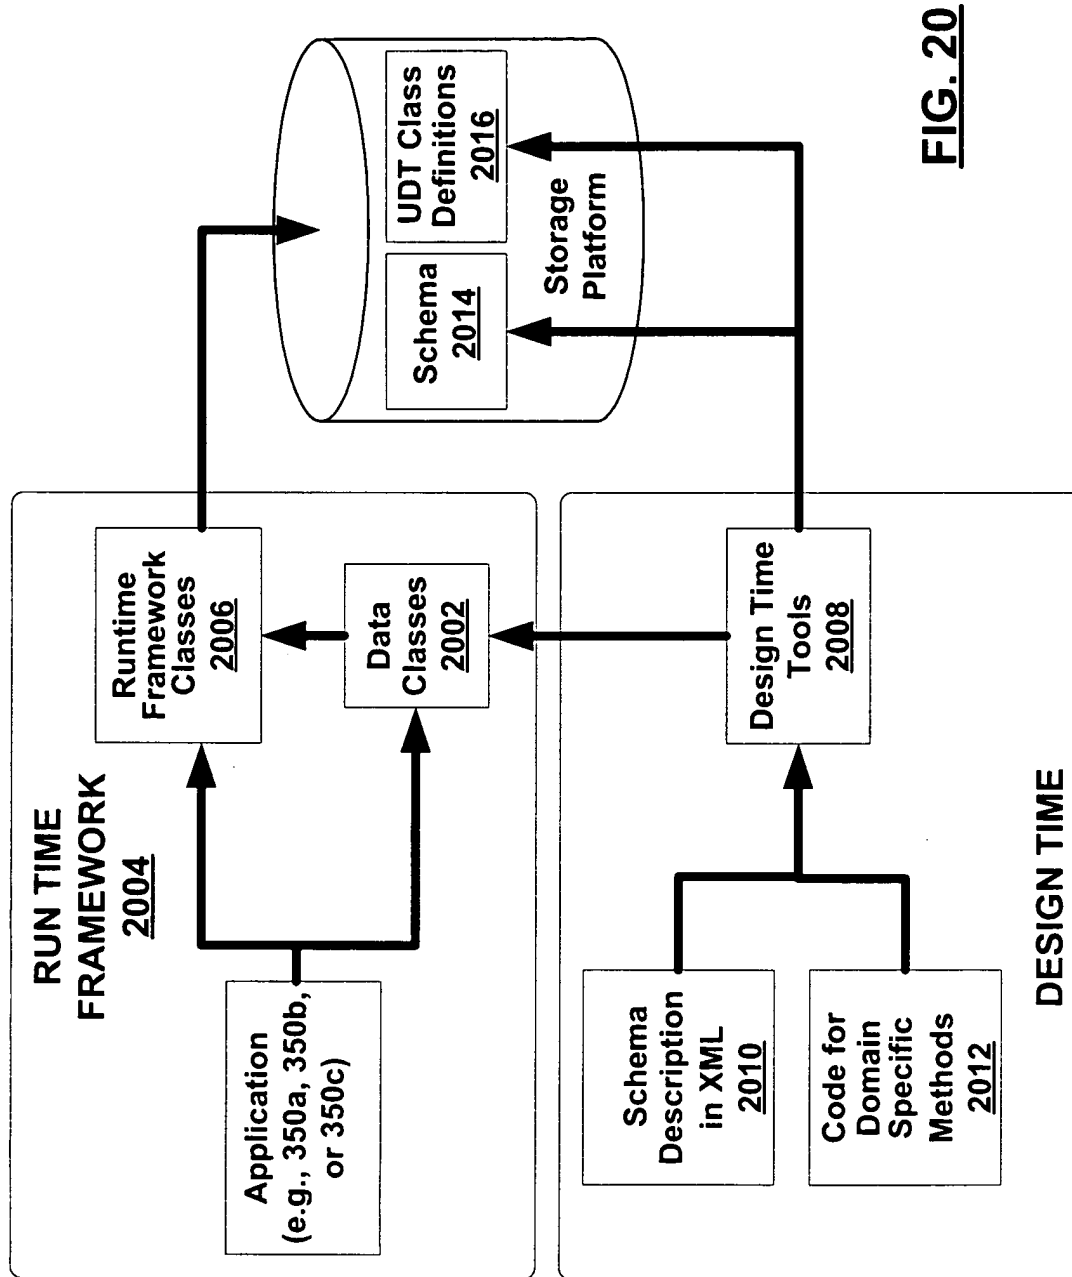 RUN TIME
FRAMEWORK
2004
Application
(e.g., 350a, 350b,
or 350c)
Runtime
Framework
Classes
2006
Data
Classes
2002
Schema
Description
in XML
2010
Code for
Domain
Specific
Methods
2012
Design Time
Tools
2008
DESIGN TIME
Schema
2014
UDT Class
Definitions
2016
Storage
Platform
FIG. 20